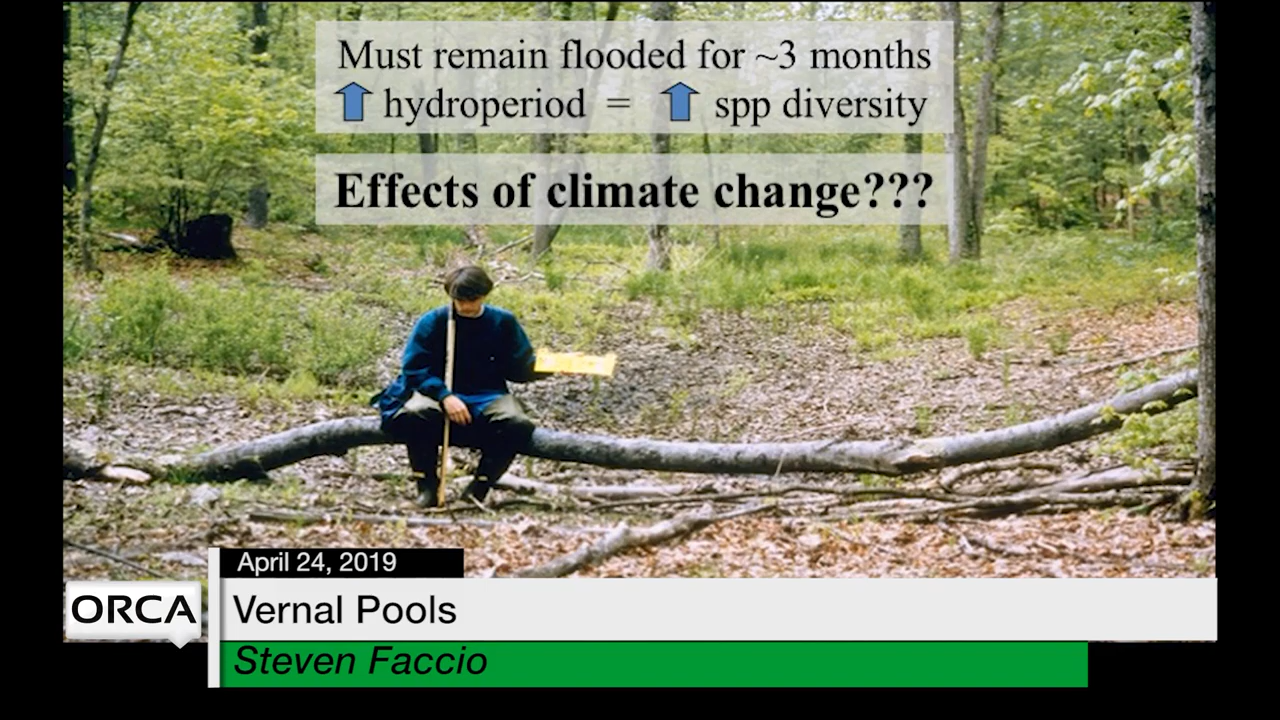 Must remain flooded for ~3 months
hydroperiod = spp diversity
Effects of climate change???
April 24, 2019
ORCA
Vernal Pools
Steven Faccio